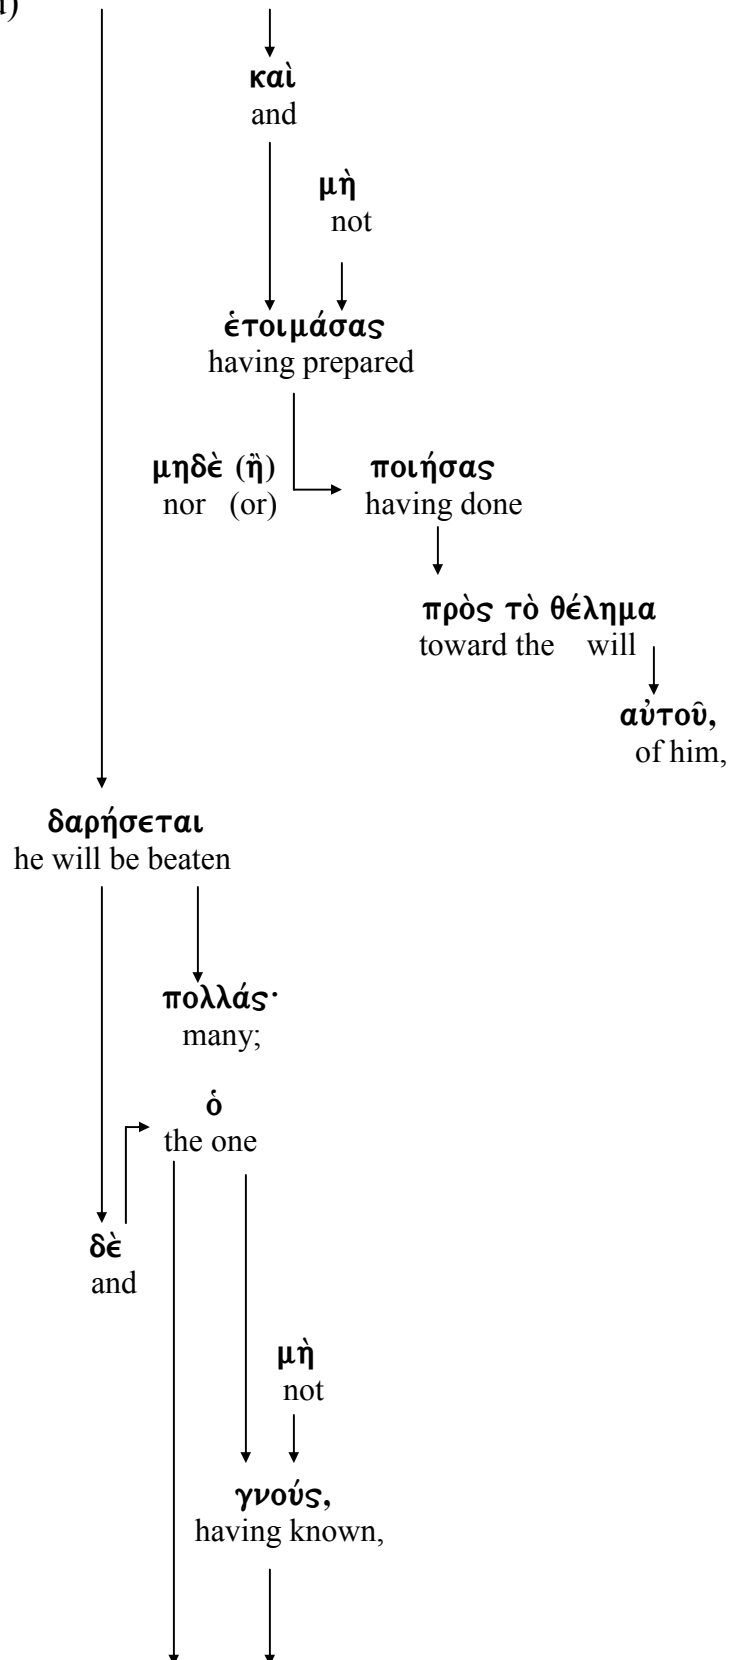 καὶ
and
μὴ
not
ἑτοιμάσας
having prepared
μηδὲ (ἢ) ποιήσας
nor (or) having done
πρὸς τὸ θέλημα
toward the will
αὐτοῦ,
of him,
δαρήσεται
he will be beaten
πολλάς·
many;
ὁ
the one
δὲ
and
μὴ
not
γνούς,
having known,